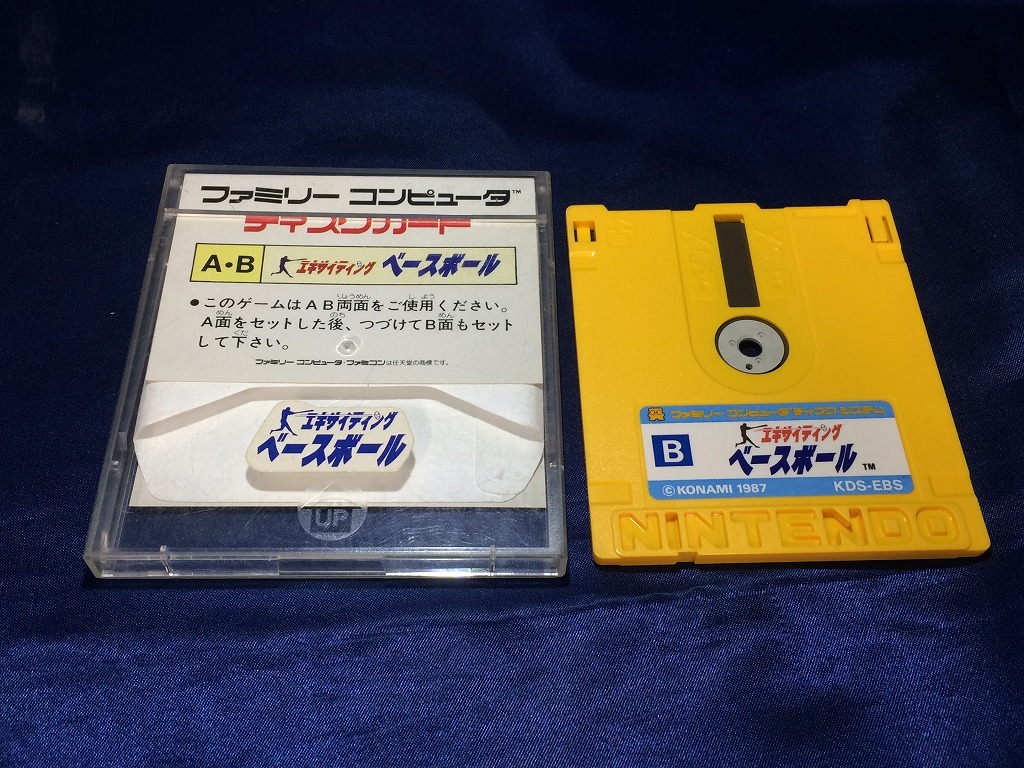 ファミリー コンピュータ™
ディスクカード
A・B エキサイティング ベースボール
●このゲームはAB両面をご使用ください。
A面をセットした後、つづけてB面もセット
して下さい。
ファミリー コンピュータ・ファミコンは任天堂の商標です。
エキサイティング
ベースボール
UP
ファミリー コンピュータ ディスク システム
B エキサイティング
ベースボール TM
©KONAMI 1987 KDS-EBS
NINTENDO